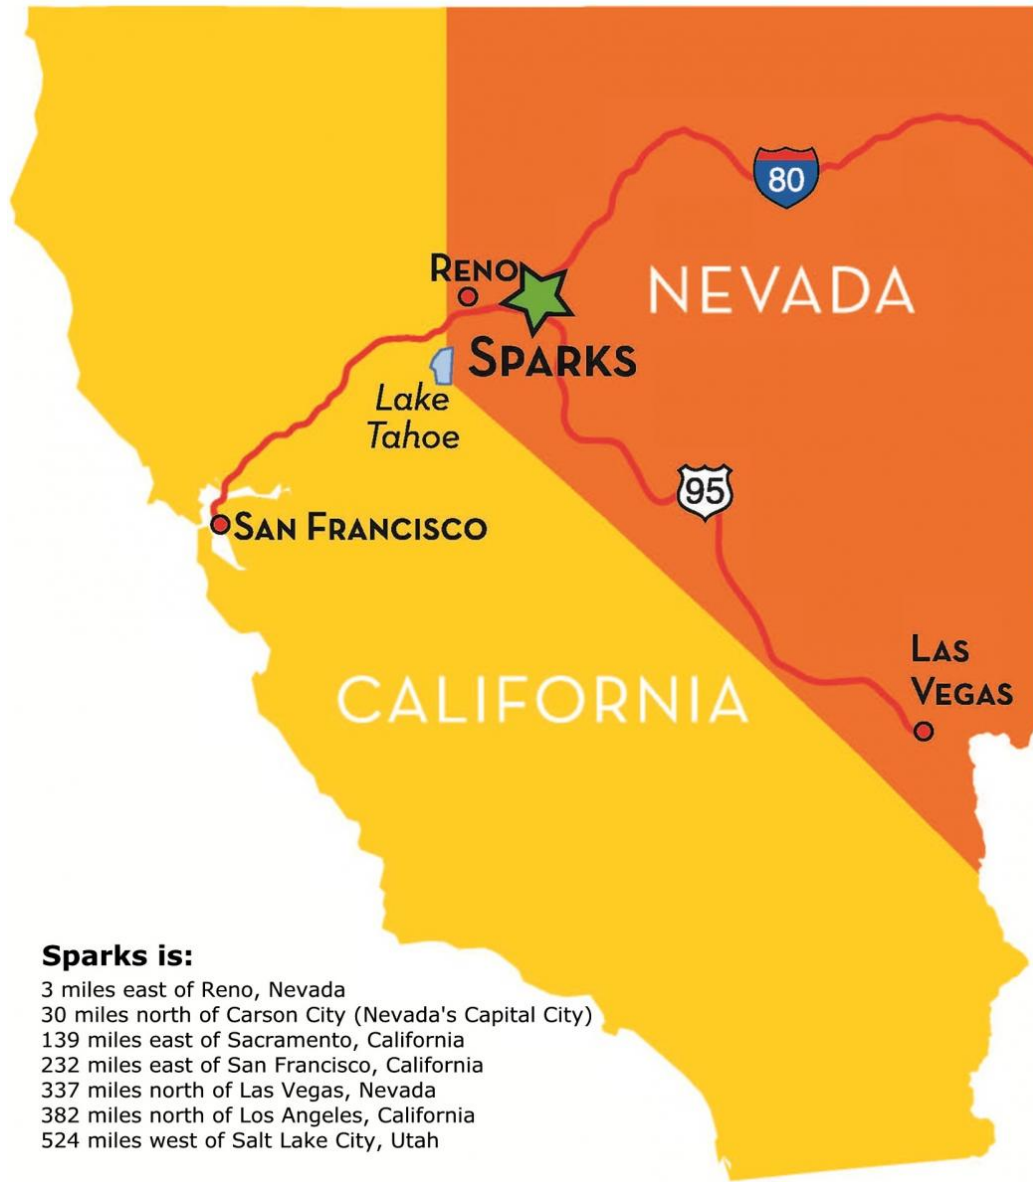 80
RENO
NEVADA
SPARKS
Lake
Tahoe
95
SAN FRANCISCO
LAS
VEGAS
CALIFORNIA
Sparks is:
3 miles east of Reno, Nevada
30 miles north of Carson City (Nevada's Capital City)
139 miles east of Sacramento, California
232 miles east of San Francisco, California
337 miles north of Las Vegas, Nevada
382 miles north of Los Angeles, California
524 miles west of Salt Lake City, Utah